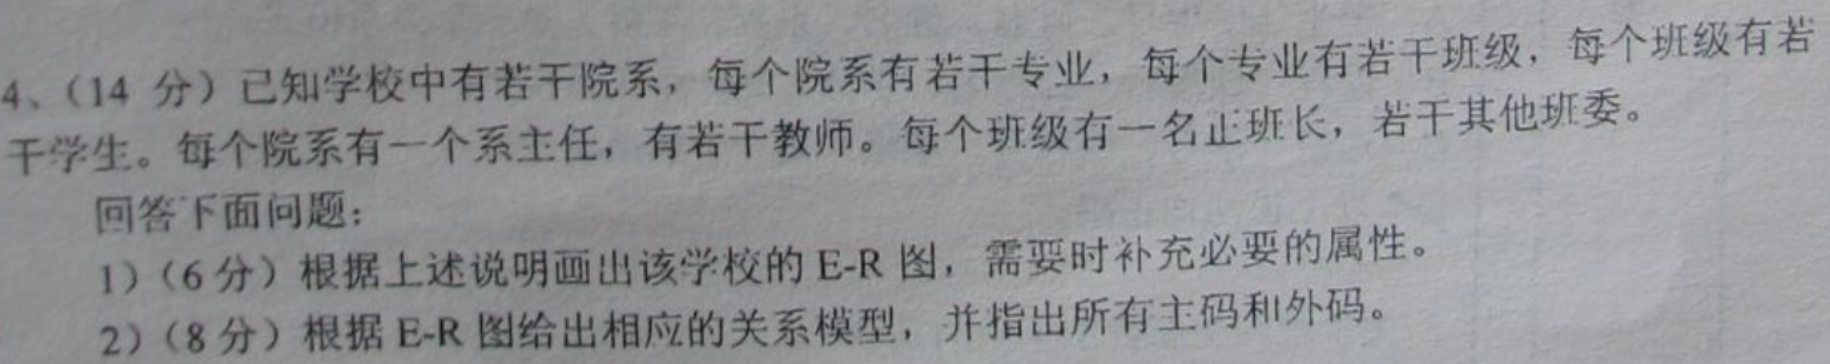 4、（14 分）已知学校中有若干院系，每个院系有若干专业，每个专业有若干班级，每个班级有若
干学生。每个院系有一个系主任，有若干教师。每个班级有一名正班长，若干其他班委。
回答下面问题：
1）（6 分）根据上述说明画出该学校的 E-R 图，需要时补充必要的属性。
2）（8 分）根据 E-R 图给出相应的关系模型，并指出所有主码和外码。